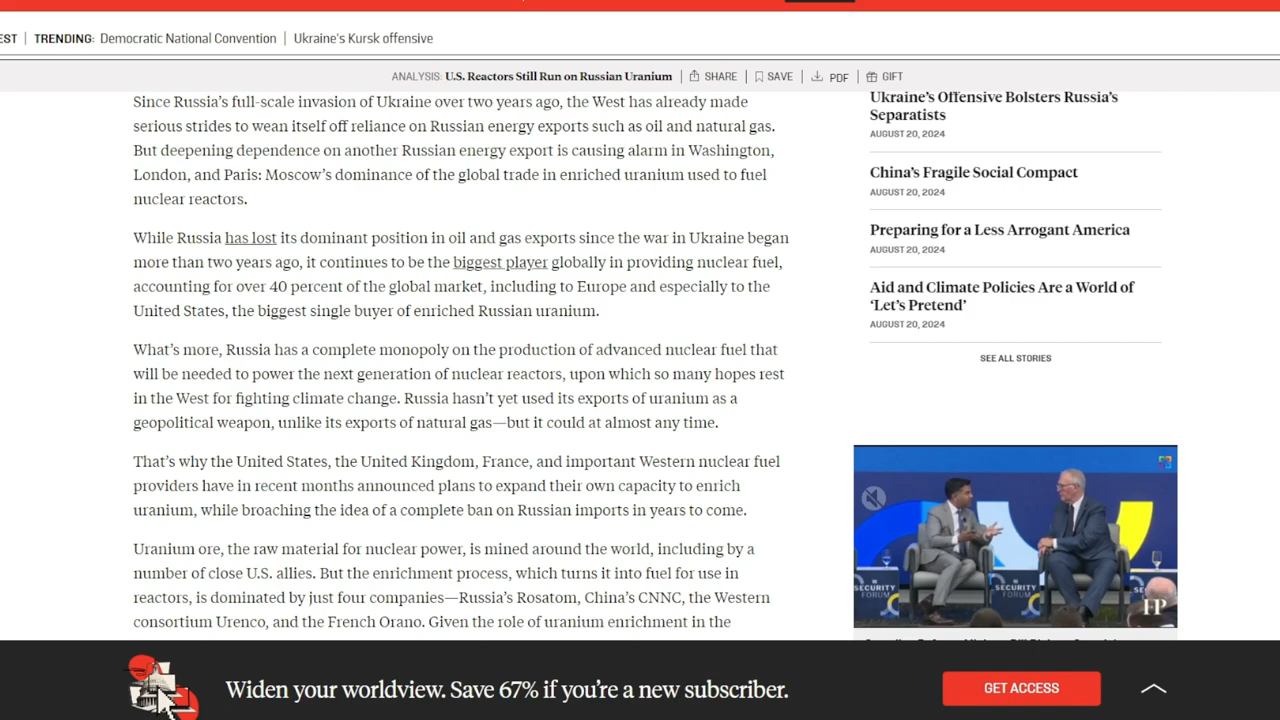 EST | TRENDING: Democratic National Convention | Ukraine's Kursk offensive
ANALYSIS: U.S. Reactors Still Run on Russian Uranium | SHARE | SAVE | PDF | GIFT
Since Russia's full-scale invasion of Ukraine over two years ago, the West has already made
serious strides to wean itself off reliance on Russian energy exports such as oil and natural gas.
But deepening dependence on another Russian energy export is causing alarm in Washington,
London, and Paris: Moscow's dominance of the global trade in enriched uranium used to fuel
nuclear reactors.
While Russia has lost its dominant position in oil and gas exports since the war in Ukraine began
more than two years ago, it continues to be the biggest player globally in providing nuclear fuel,
accounting for over 40 percent of the global market, including to Europe and especially to the
United States, the biggest single buyer of enriched Russian uranium.
What's more, Russia has a complete monopoly on the production of advanced nuclear fuel that
will be needed to power the next generation of nuclear reactors, upon which so many hopes rest
in the West for fighting climate change. Russia hasn't yet used its exports of uranium as a
geopolitical weapon, unlike its exports of natural gas—but it could at almost any time.
That's why the United States, the United Kingdom, France, and important Western nuclear fuel
providers have in recent months announced plans to expand their own capacity to enrich
uranium, while broaching the idea of a complete ban on Russian imports in years to come.
Uranium ore, the raw material for nuclear power, is mined around the world, including by a
number of close U.S. allies. But the enrichment process, which turns it into fuel for use in
reactors, is dominated by just four companies—Russia's Rosatom, China's CNNC, the Western
consortium Urenco, and the French Orano. Given the role of uranium enrichment in the
Ukraine's Offensive Bolsters Russia's
Separatists
AUGUST 20, 2024
China's Fragile Social Compact
AUGUST 20, 2024
Preparing for a Less Arrogant America
AUGUST 20, 2024
Aid and Climate Policies Are a World of
'Let's Pretend'
AUGUST 20, 2024
SEE ALL STORIES
SECURITY
FORUM
SECURITY
FORUM
FP
Widen your worldview. Save 67% if you're a new subscriber.
GET ACCESS